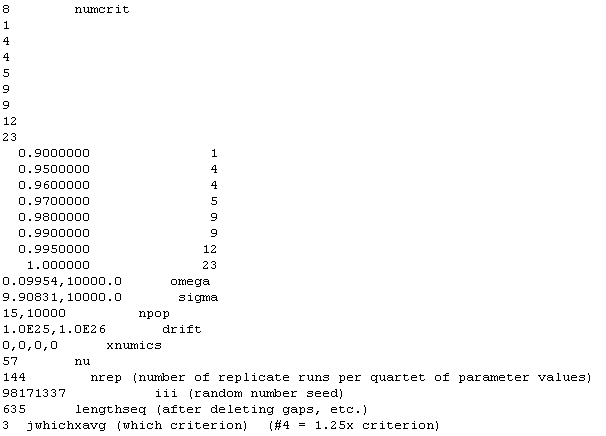 8 numcrit
1
4
4
5
9
9
12
23
0.9000000 1
0.9500000 4
0.9600000 4
0.9700000 5
0.9800000 9
0.9900000 9
0.9950000 12
1.000000 23
0.09954,10000.0 omega
9.90831,10000.0 sigma
15,10000 npop
1.0E25,1.0E26 drift
0,0,0,0 xnumics
57 nu
144 nrep (number of replicate runs per quartet of parameter values)
98171337 iii (random number seed)
635 lengthseq (after deleting gaps, etc.)
3 jwhichxavg (which criterion) (#4 = 1.25x criterion)